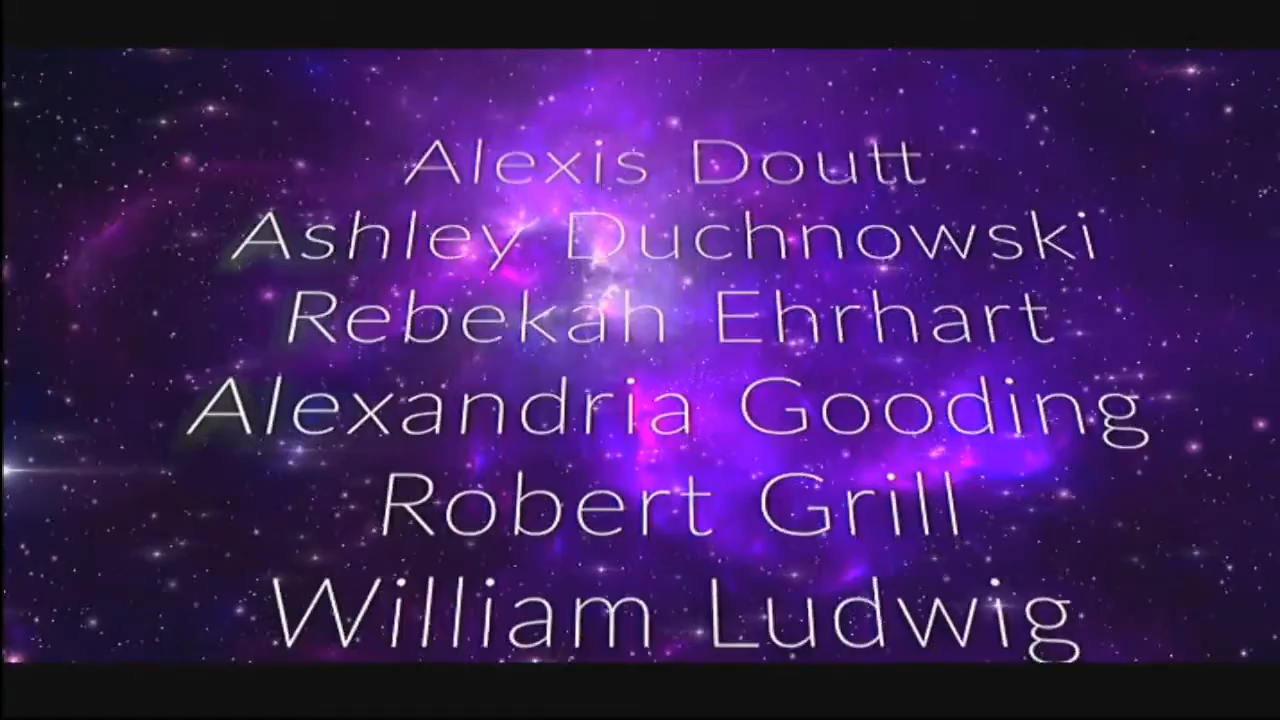 Alexis Doutt
Ashley Duchnowski
Rebekah Ehrhart
Alexandria Gooding
Robert Grill
William Ludwig